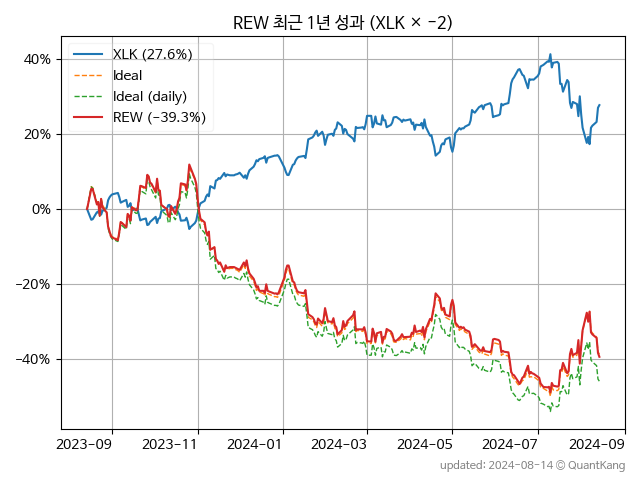 REW 최근 1년 성과 (XLK × −2)
XLK (27.6%)
Ideal
Ideal (daily)
REW (−39.3%)
40%
20%
0%
−20%
−40%
2023-09
2023-11
2024-01
2024-03
2024-05
2024-07
2024-09
updated: 2024-08-14 © QuantKang